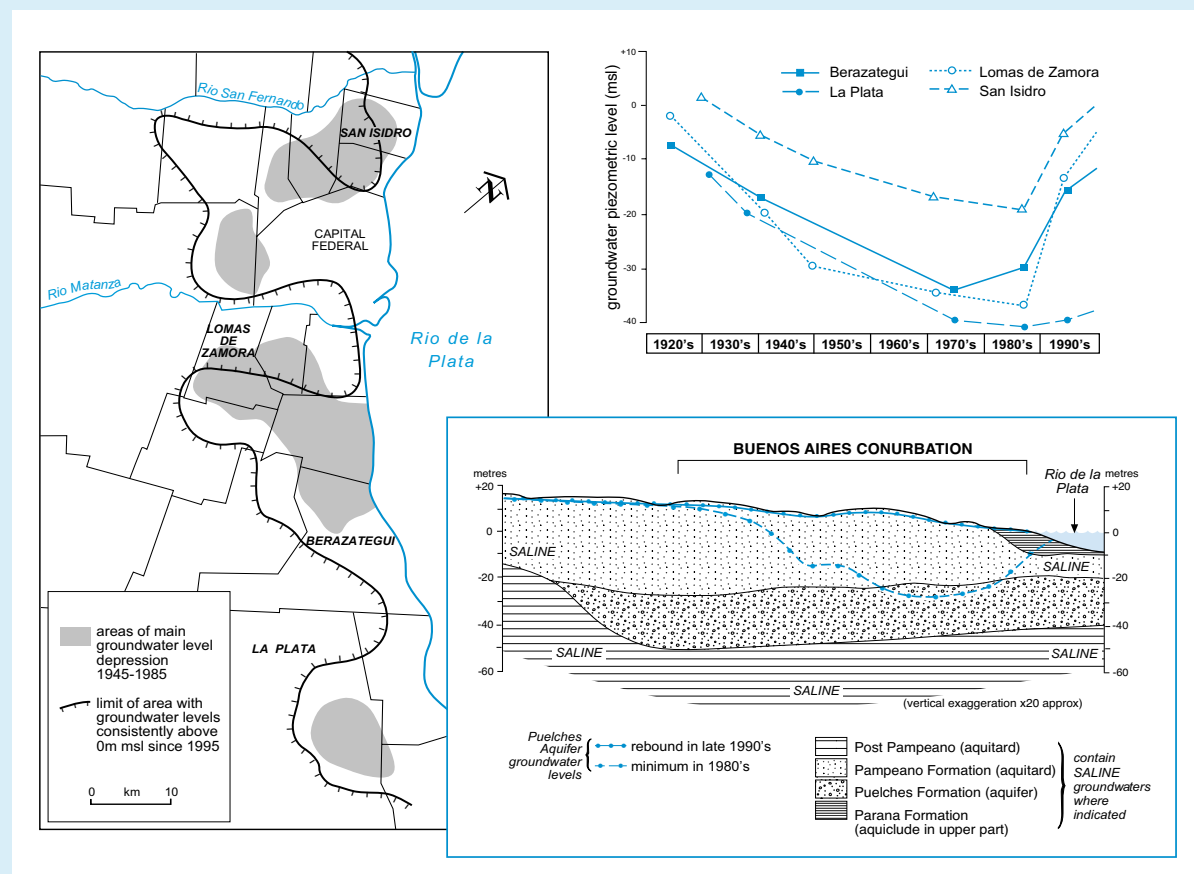 Rio San Fernando
SAN ISIDRO
N
CAPITAL
FEDERAL
Rio Matanza
LOMAS
DE
ZAMORA
Rio de la
Plata
BERAZATEGUI
LA PLATA
areas of main
groundwater level
depression
1945-1985
limit of area with
groundwater levels
consistently above
0m msl since 1995
0 km 10
groundwater piezometric level (msl)
+10
0
-10
-20
-30
-40
Berazategui
La Plata
Lomas de Zamora
San Isidro
1920's 1930's 1940's 1950's 1960's 1970's 1980's 1990's
BUENOS AIRES CONURBATION
Rio de la
Plata
metres
+20
0
-20
-40
-60
metres
+20
0
-20
-40
-60
SALINE
SALINE
SALINE
SALINE
SALINE
(vertical exaggeration x20 approx)
Puelches
Aquifer
groundwater
levels
rebound in late 1990's
minimum in 1980's
Post Pampeano (aquitard)
Pampeano Formation (aquitard)
Puelches Formation (aquifer)
Parana Formation
(aquiclude in upper part)
contain
SALINE
groundwaters
where
indicated